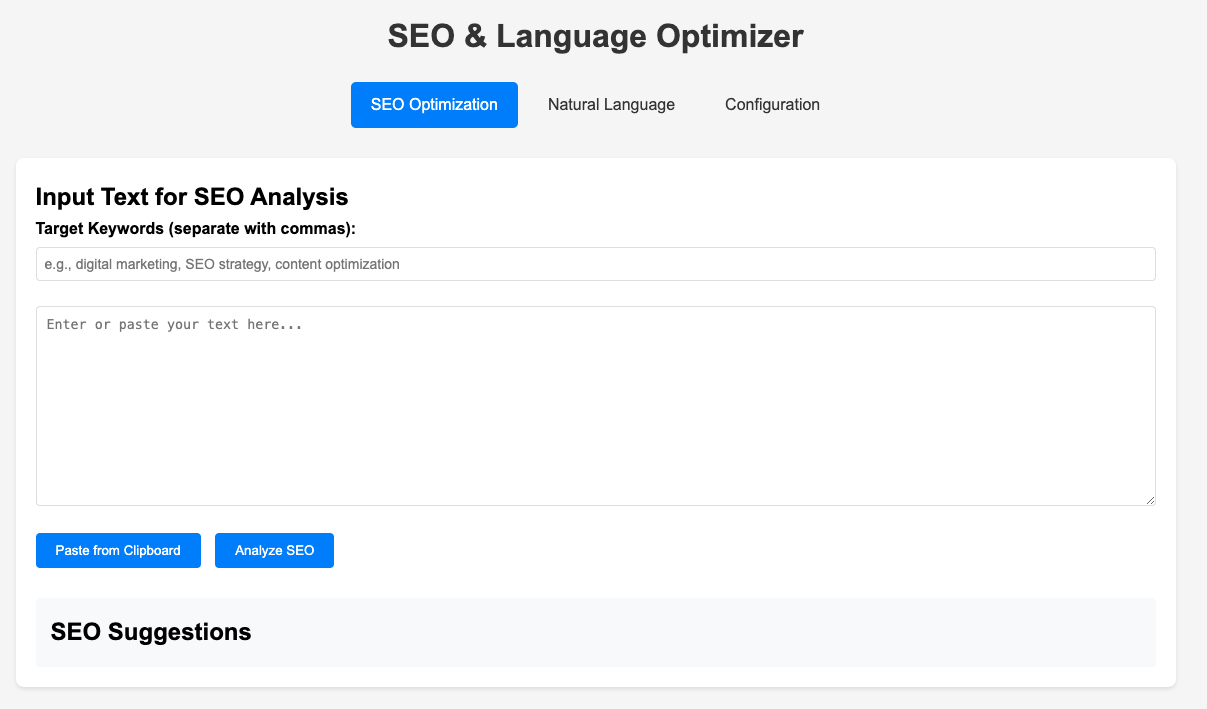 SEO & Language Optimizer
SEO Optimization
Natural Language
Configuration
Input Text for SEO Analysis
Target Keywords (separate with commas):
e.g., digital marketing, SEO strategy, content optimization
Enter or paste your text here...
Paste from Clipboard
Analyze SEO
SEO Suggestions